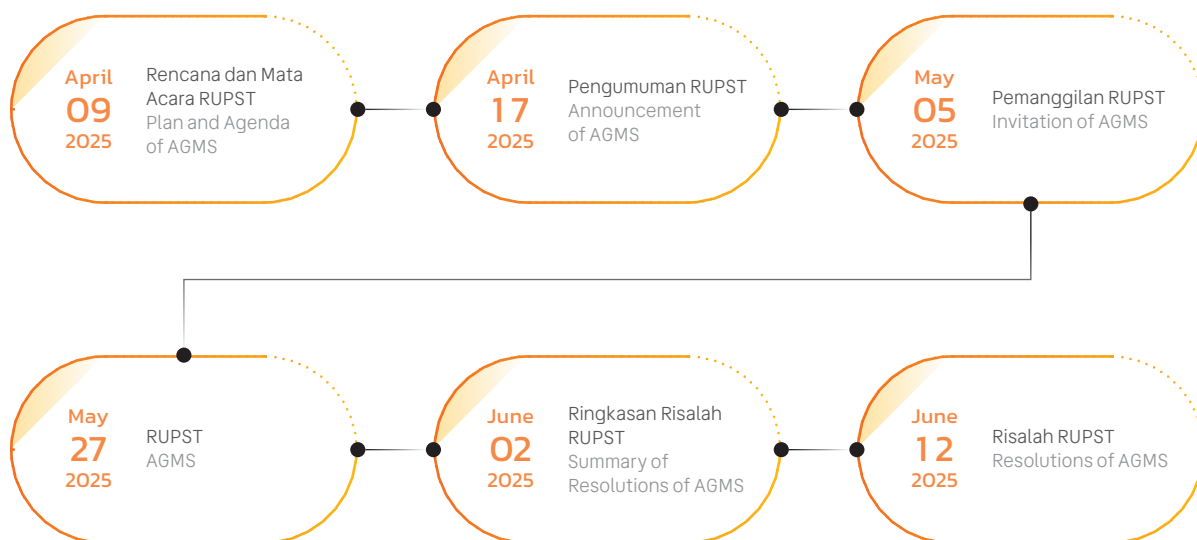 April
09
2025
Rencana dan Mata
Acara RUPST
Plan and Agenda
of AGMS
April
17
2025
Pengumuman RUPST
Announcement
of AGMS
May
05
2025
Pemanggilan RUPST
Invitation of AGMS
May
27
2025
RUPST
AGMS
June
02
2025
Ringkasan Risalah
RUPST
Summary of
Resolutions of AGMS
June
12
2025
Risalah RUPST
Resolutions of AGMS